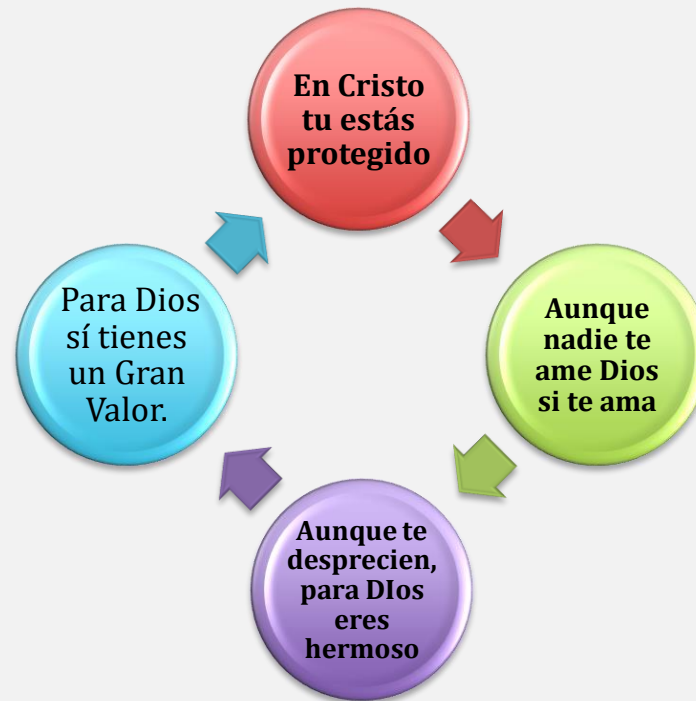 En Cristo
tu estás
protegido
Aunque
nadie te
ame Dios
si te ama
Aunque te
desprecien,
para DIos
eres
hermoso
Para Dios
sí tienes
un Gran
Valor.